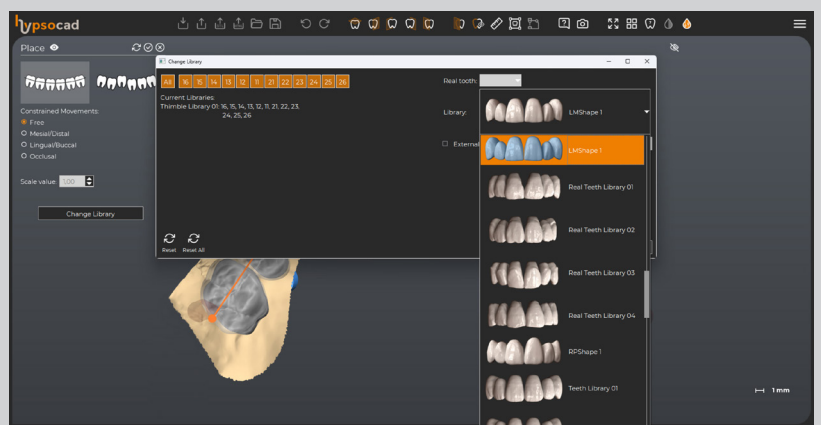 hypsocad
Place
Constrained Movements:
Free
Mesial/Distal
Lingual/Buccal
Occlusal
Scale value: 1.00
Change Library
Change Library
All 16 15 14 13 12 11 21 22 23 24 25 26
Current Libraries:
Thimble Library 01: 16, 15, 14, 13, 12, 11, 21, 22, 23,
24, 25, 26
Reset Reset All
Real tooth:
Library: LMShape 1
External
LMShape 1
Real Teeth Library 01
Real Teeth Library 02
Real Teeth Library 03
Real Teeth Library 04
RPShape 1
Teeth Library 01
1 mm